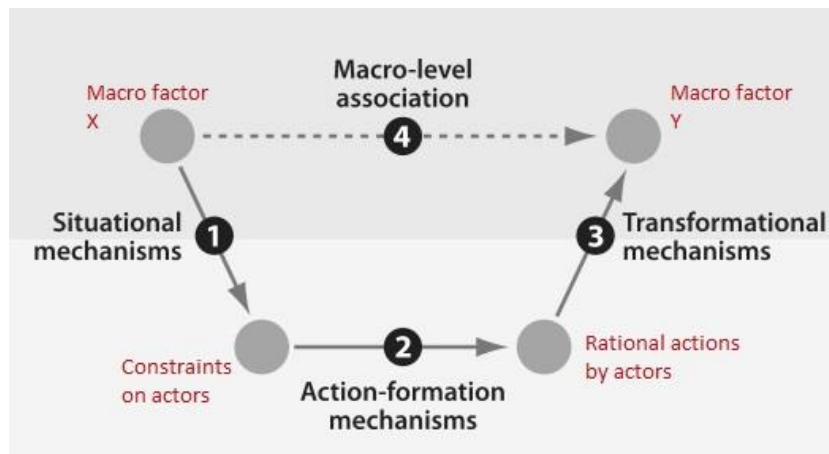 Macro-level
association
Macro factor
X
Macro factor
Y
4
Situational
mechanisms
1
3
Transformational
mechanisms
2
Constraints
on actors
Rational actions
by actors
Action-formation
mechanisms